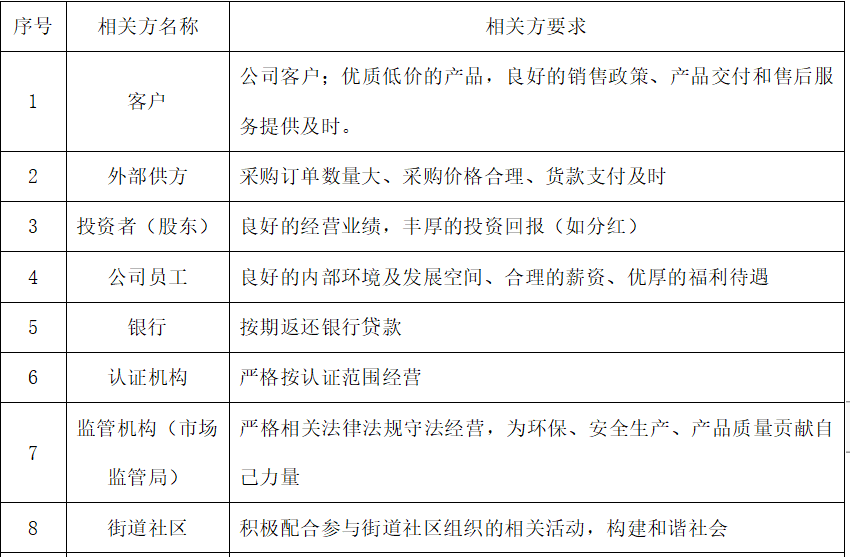 序号 相关方名称 相关方要求
1 客户 公司客户；优质低价的产品，良好的销售政策、产品交付和售后服
务提供及时。
2 外部供方 采购订单数量大、采购价格合理、货款支付及时
3 投资者（股东） 良好的经营业绩，丰厚的投资回报（如分红）
4 公司员工 良好的内部环境及发展空间、合理的薪资、优厚的福利待遇
5 银行 按期返还银行贷款
6 认证机构 严格按认证范围经营
7 监管机构（市场
监管局） 严格相关法律法规守法经营，为环保、安全生产、产品质量贡献自
己力量
8 街道社区 积极配合参与街道社区组织的相关活动，构建和谐社会